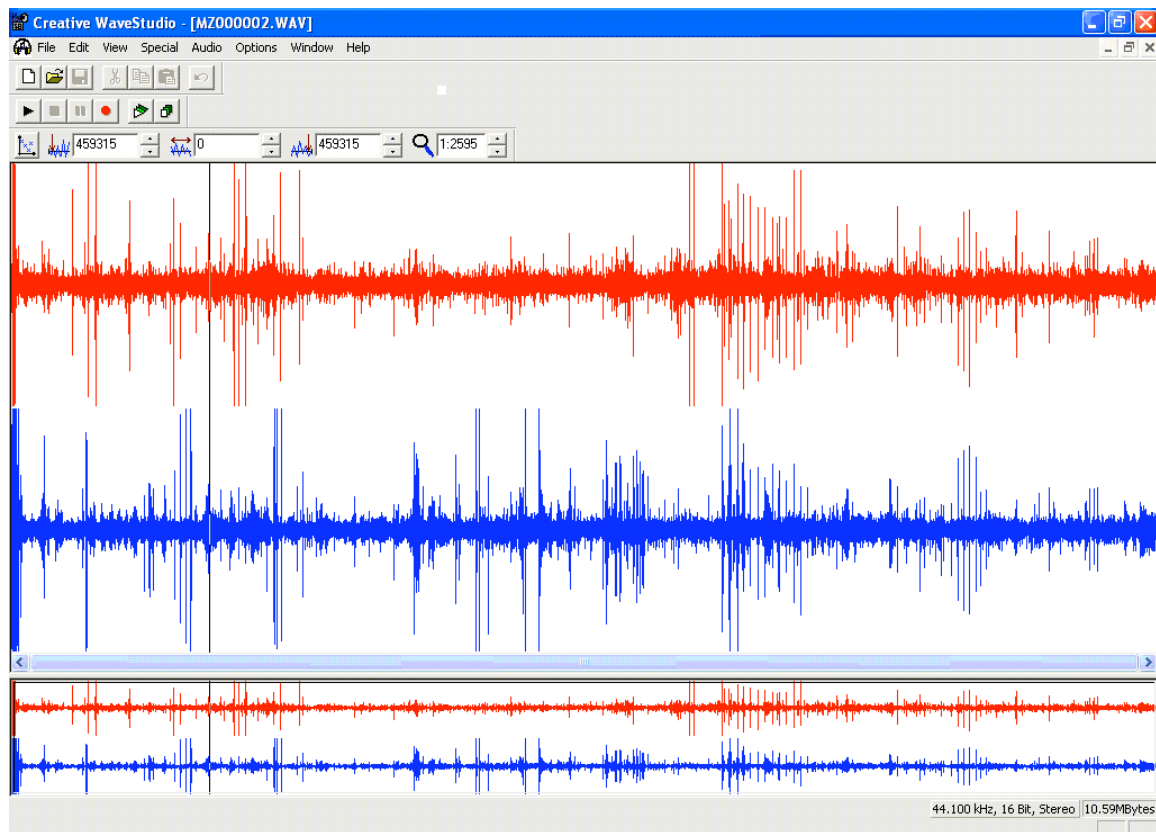 Creative WaveStudio - [MZ000002.WAV]
File Edit View Special Audio Options Window Help
459315 0 459315 1:2595
44.100 kHz, 16 Bit, Stereo 10.59MBytes